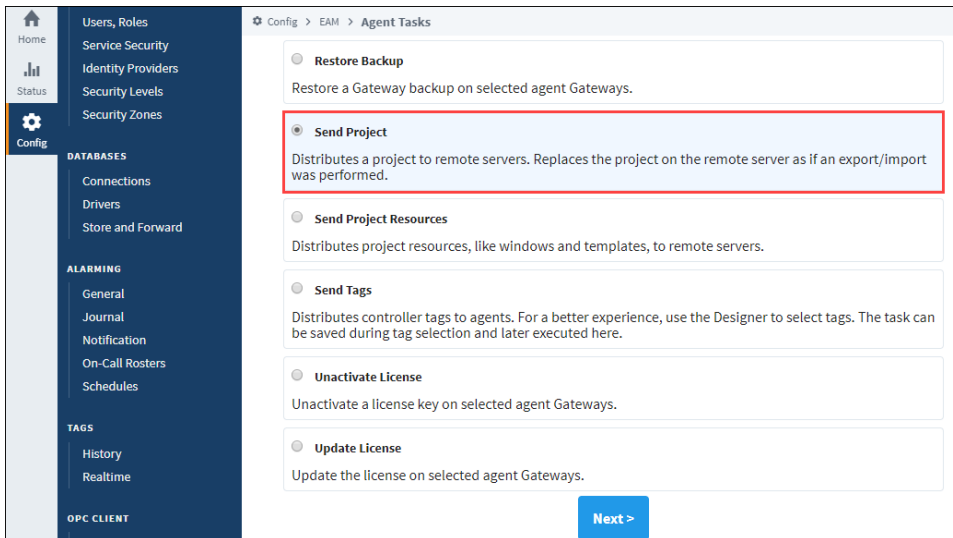 Home
Status
Config
Users, Roles
Service Security
Identity Providers
Security Levels
Security Zones
DATABASES
Connections
Drivers
Store and Forward
ALARMING
General
Journal
Notification
On-Call Rosters
Schedules
TAGS
History
Realtime
OPC CLIENT
Config > EAM > Agent Tasks
Restore Backup
Restore a Gateway backup on selected agent Gateways.
Send Project
Distributes a project to remote servers. Replaces the project on the remote server as if an export/import
was performed.
Send Project Resources
Distributes project resources, like windows and templates, to remote servers.
Send Tags
Distributes controller tags to agents. For a better experience, use the Designer to select tags. The task can
be saved during tag selection and later executed here.
Unactivate License
Unactivate a license key on selected agent Gateways.
Update License
Update the license on selected agent Gateways.
Next >